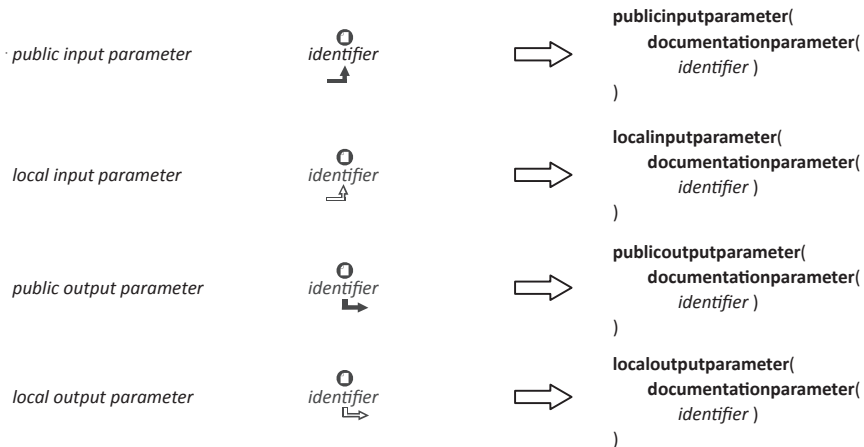 public input parameter
identifier
publicinputparameter(
documentationparameter(
identifier )
)
local input parameter
identifier
localinputparameter(
documentationparameter(
identifier )
)
public output parameter
identifier
publicoutputparameter(
documentationparameter(
identifier )
)
local output parameter
identifier
localoutputparameter(
documentationparameter(
identifier )
)